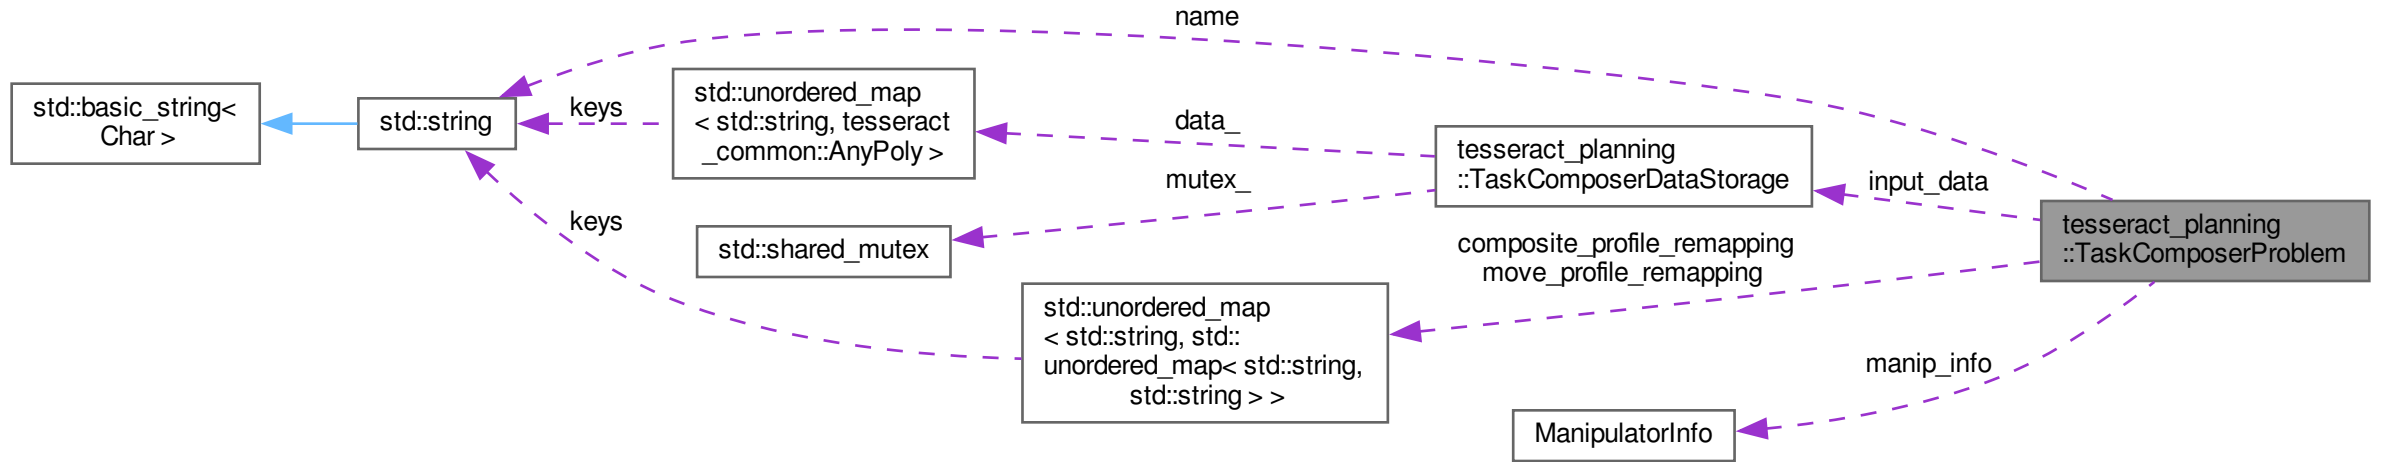 name
std::basic_string<
Char >
std::string
keys
std::unordered_map
< std::string, tesseract
_common::AnyPoly >
data_
mutex_
tesseract_planning
::TaskComposerDataStorage
input_data
tesseract_planning
::TaskComposerProblem
keys
std::shared_mutex
composite_profile_remapping
move_profile_remapping
std::unordered_map
< std::string, std::
unordered_map< std::string,
std::string > >
manip_info
ManipulatorInfo